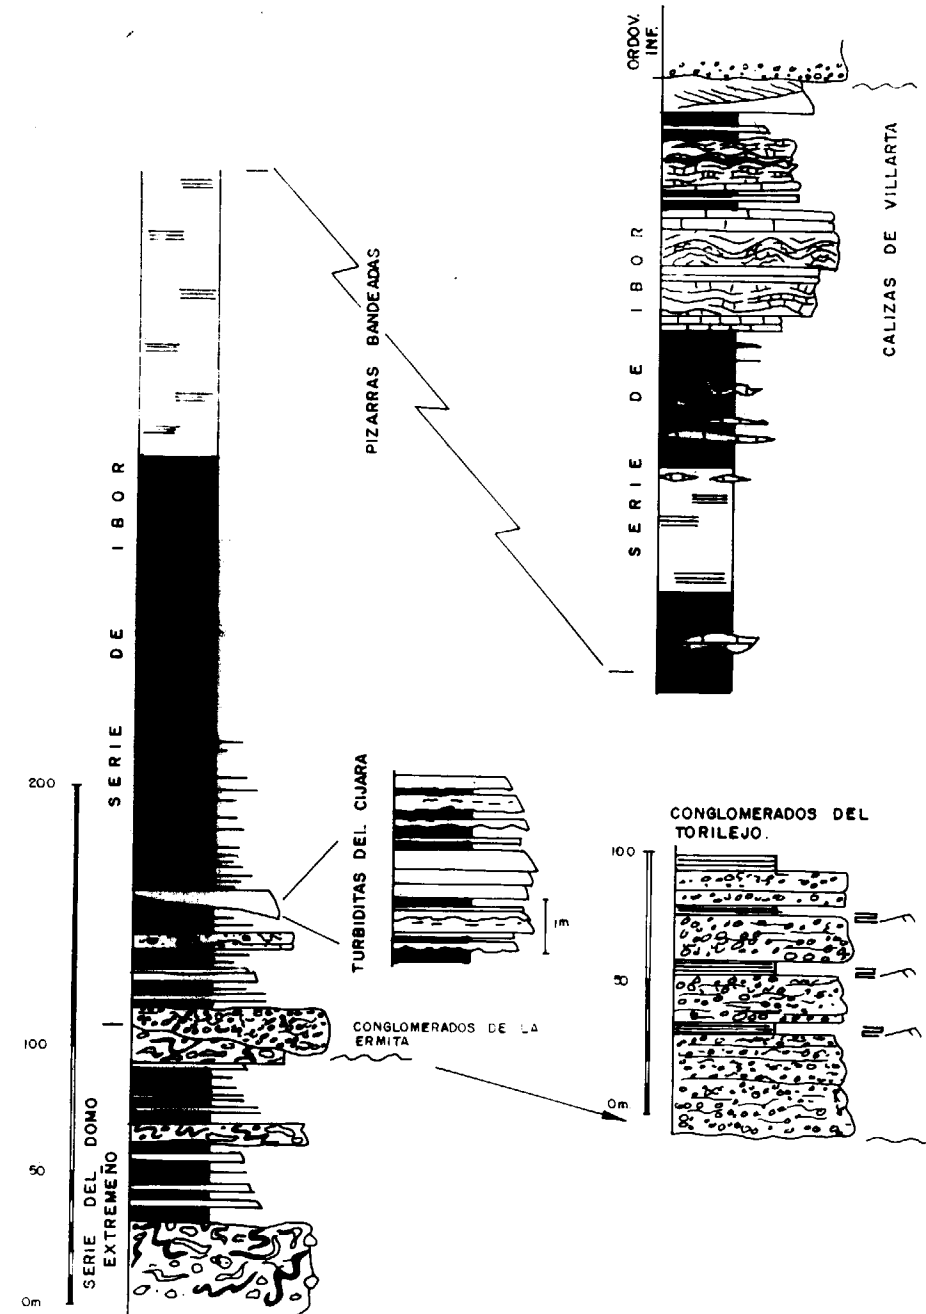 ORDOV.
INF.
CALIZAS DE VILLARTA
SERIE DE IBOR
PIZARRAS BANDEADAS
SERIE DE IBOR
200
100
50
0m
TURBIDITAS DEL CIJARA
1m
CONGLOMERADOS DE LA
ERMITA
SERIE DEL DOMO
EXTREMEÑO
CONGLOMERADOS DEL
TORILEJO.
100
50
0m